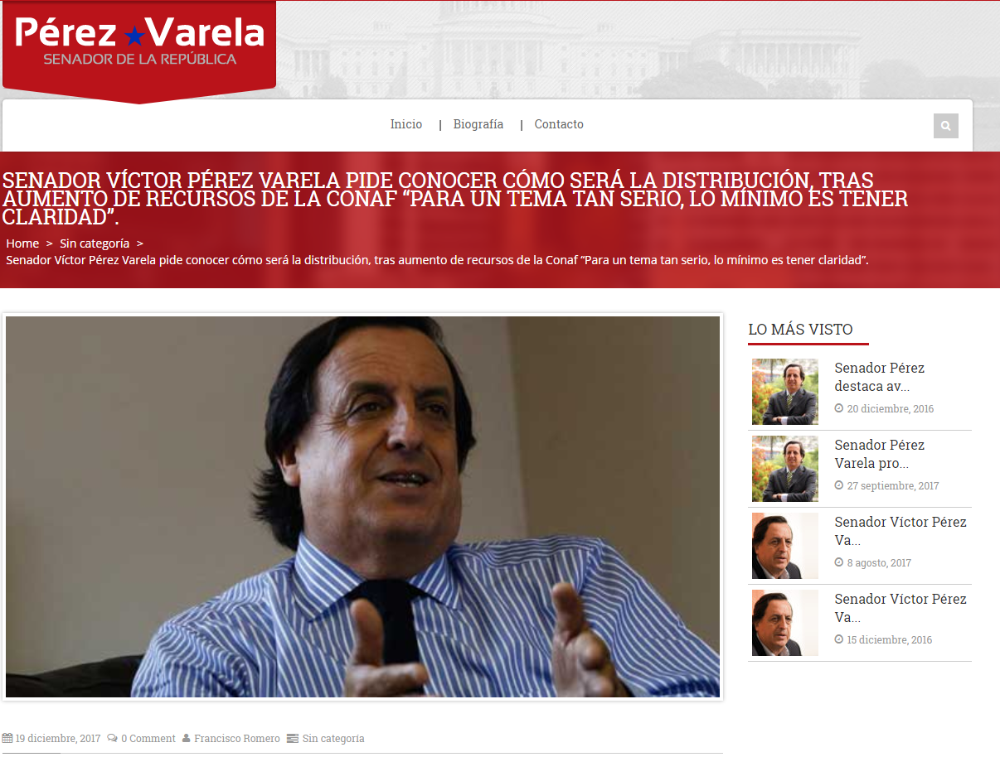 Pérez ★ Varela
SENADOR DE LA REPÚBLICA
Inicio | Biografía | Contacto
SENADOR VÍCTOR PÉREZ VARELA PIDE CONOCER CÓMO SERÁ LA DISTRIBUCIÓN, TRAS
AUMENTO DE RECURSOS DE LA CONAF “PARA UN TEMA TAN SERIO, LO MÍNIMO ES TENER
CLARIDAD”.
Home > Sin categoría >
Senador Víctor Pérez Varela pide conocer cómo será la distribución, tras aumento de recursos de la Conaf “Para un tema tan serio, lo mínimo es tener claridad”.
LO MÁS VISTO
Senador Pérez
destaca av...
20 diciembre, 2016
Senador Pérez
Varela pro...
27 septiembre, 2017
Senador Víctor Pérez
Va...
8 agosto, 2017
Senador Víctor Pérez
Va...
15 diciembre, 2016
19 diciembre, 2017 0 Comment Francisco Romero Sin categoría